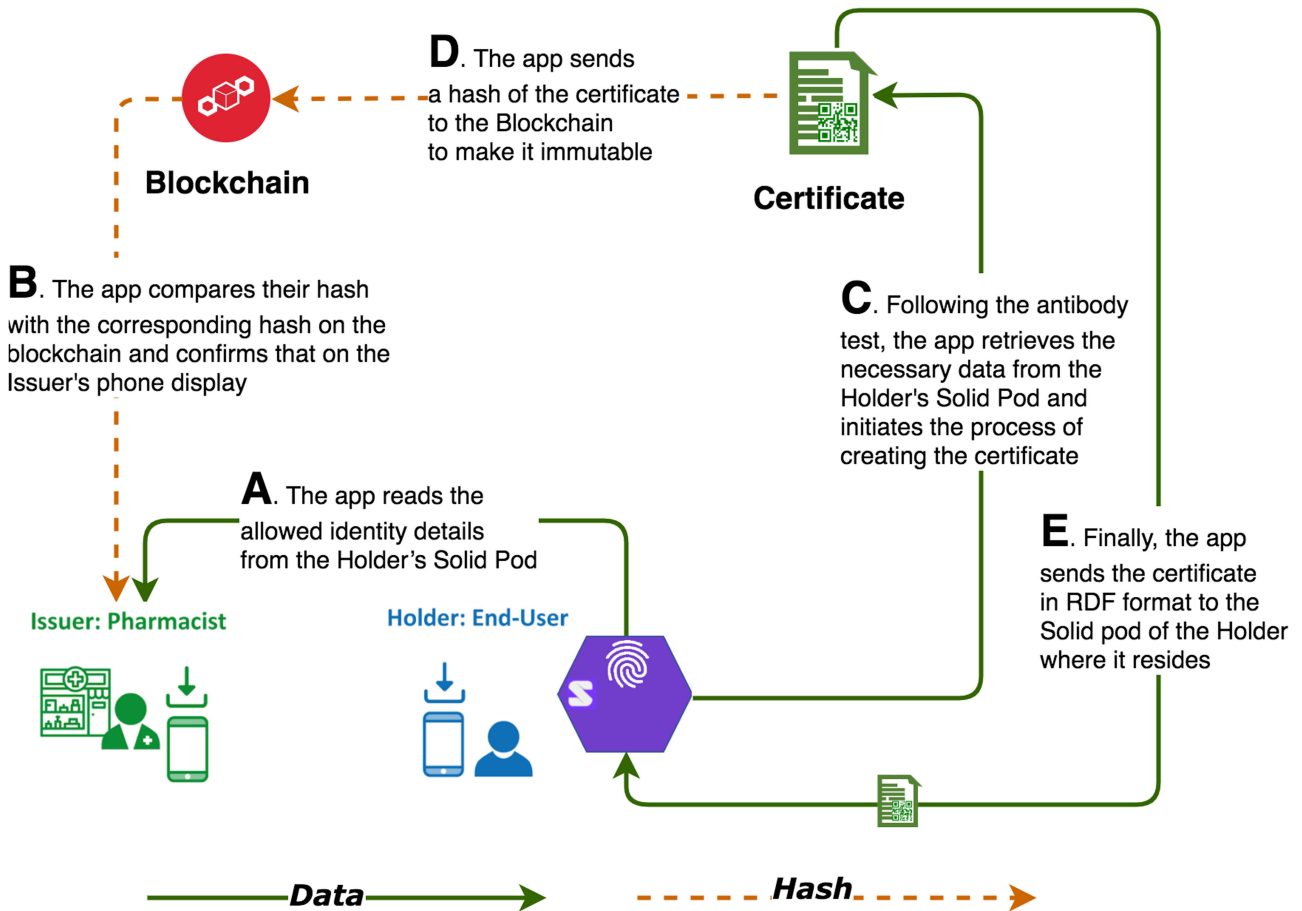 D. The app sends
a hash of the certificate
to the Blockchain
to make it immutable
Blockchain
Certificate
B. The app compares their hash
with the corresponding hash on the
blockchain and confirms that on the
Issuer's phone display
C. Following the antibody
test, the app retrieves the
necessary data from the
Holder's Solid Pod and
initiates the process of
creating the certificate
A. The app reads the
allowed identity details
from the Holder’s Solid Pod
E. Finally, the app
sends the certificate
in RDF format to the
Solid pod of the Holder
where it resides
Issuer: Pharmacist
Holder: End-User
Data
Hash